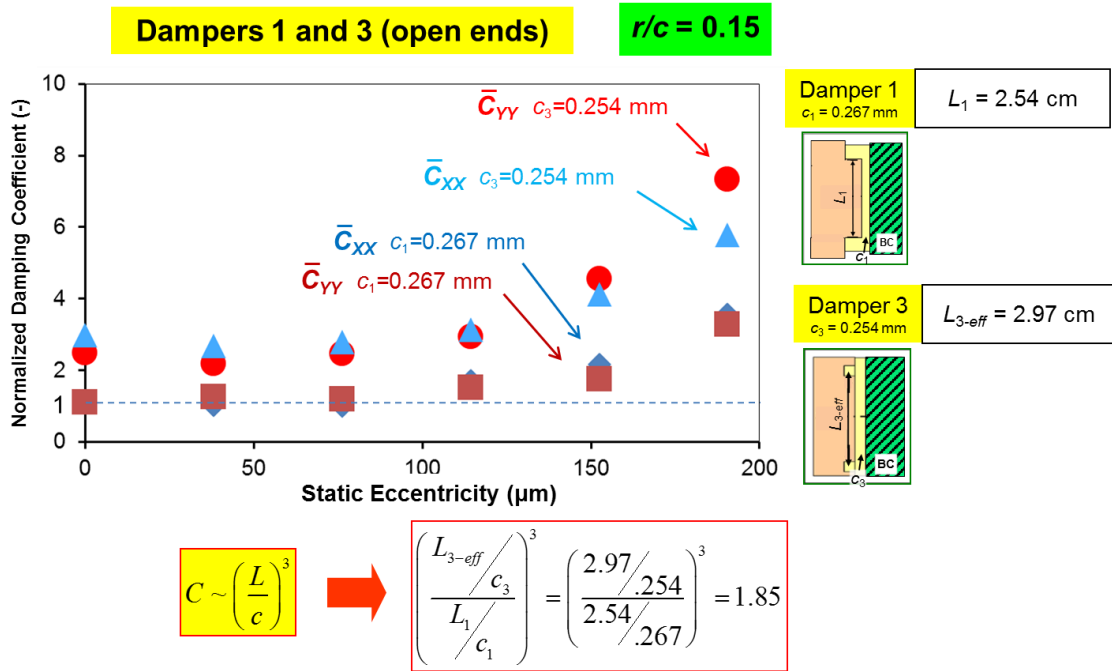 Dampers 1 and 3 (open ends)
r/c = 0.15
Normalized Damping Coefficient (-)
10
8
6
4
2
1
0
0
50
100
150
200
Static Eccentricity (µm)
C̅YY c3=0.254 mm
C̅XX c3=0.254 mm
C̅XX c1=0.267 mm
C̅YY c1=0.267 mm
Damper 1
c1 = 0.267 mm
L1 = 2.54 cm
L1
BC
c1
Damper 3
c3 = 0.254 mm
L3-eff = 2.97 cm
L3-eff
BC
c3
C ~ (L/c)^3
((L3-eff/c3)/(L1/c1))^3 = ((2.97/.254)/(2.54/.267))^3 = 1.85